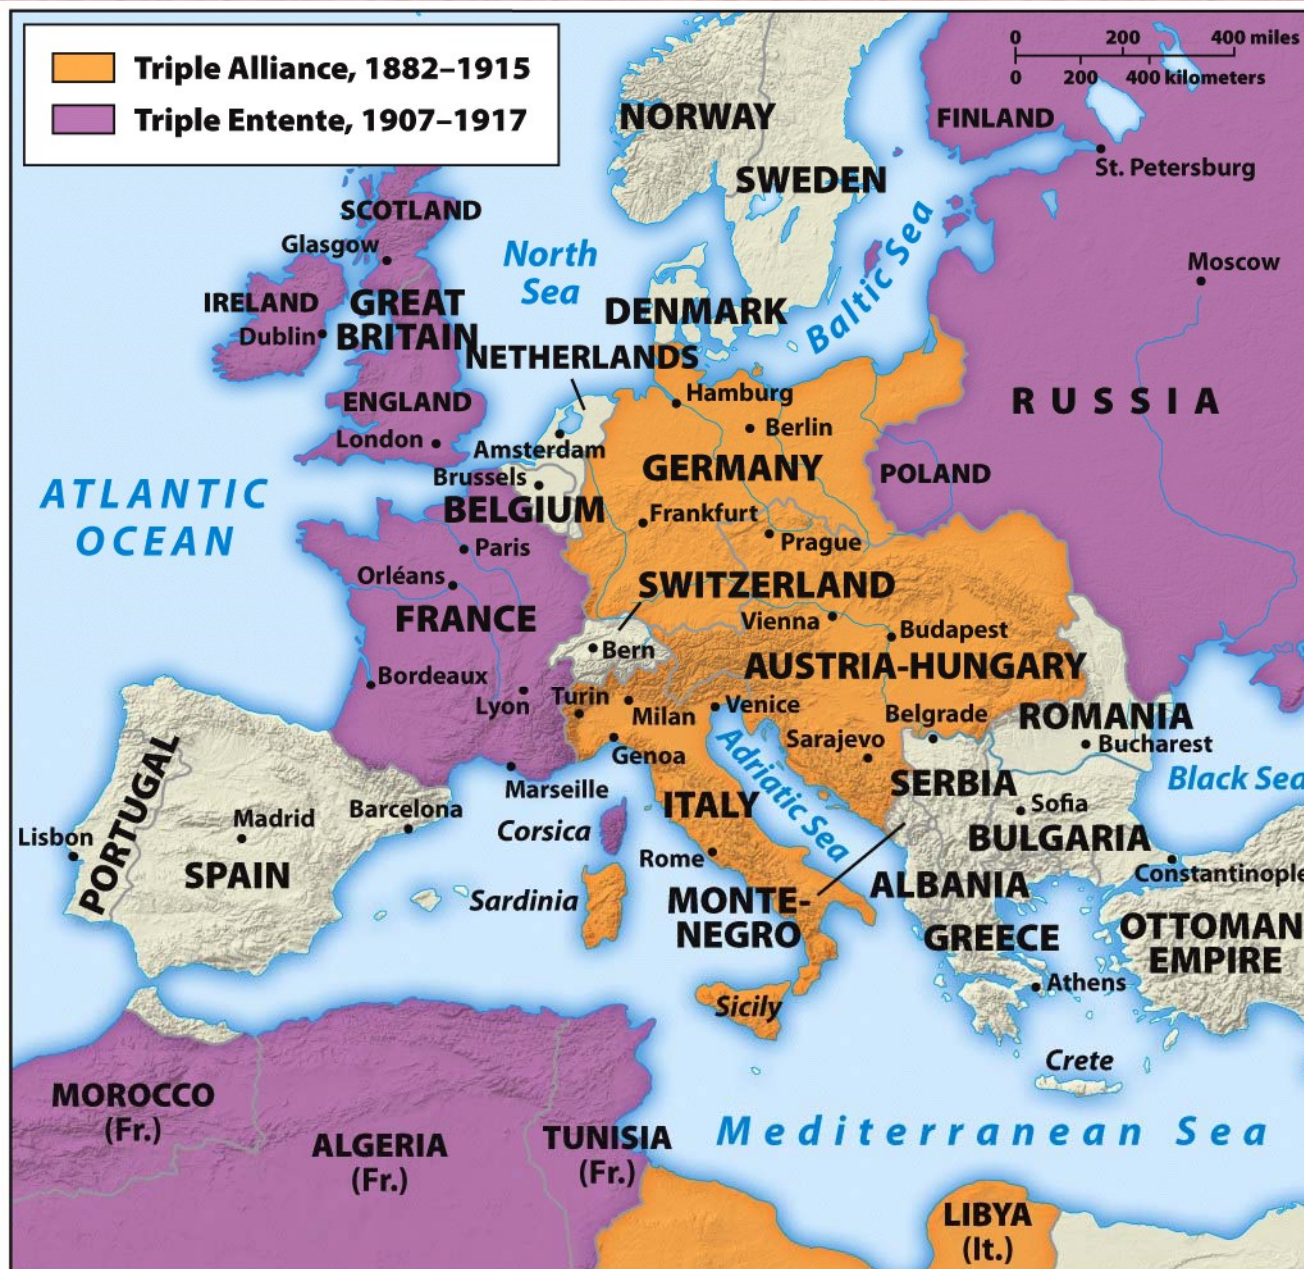 Triple Alliance, 1882–1915
Triple Entente, 1907–1917
0 200 400 miles
0 200 400 kilometers
NORWAY
FINLAND
St. Petersburg
SWEDEN
SCOTLAND
Glasgow
North
Sea
Baltic Sea
Moscow
IRELAND
GREAT
BRITAIN
Dublin
DENMARK
NETHERLANDS
ENGLAND
London
Hamburg
Berlin
RUSSIA
Amsterdam
Brussels
BELGIUM
GERMANY
POLAND
ATLANTIC
OCEAN
Frankfurt
Prague
Paris
Orléans
FRANCE
SWITZERLAND
Vienna
Budapest
Bern
AUSTRIA-HUNGARY
Bordeaux
Lyon
Turin
Milan
Venice
Belgrade
ROMANIA
Bucharest
Genoa
Adriatic Sea
Sarajevo
SERBIA
Black Sea
PORTUGAL
Marseille
Corsica
ITALY
Sofia
BULGARIA
Madrid
Barcelona
Lisbon
SPAIN
Rome
Constantinople
Sardinia
MONTE-
NEGRO
ALBANIA
GREECE
OTTOMAN
EMPIRE
Athens
Sicily
Crete
MOROCCO
(Fr.)
ALGERIA
(Fr.)
TUNISIA
(Fr.)
Mediterranean Sea
LIBYA
(It.)